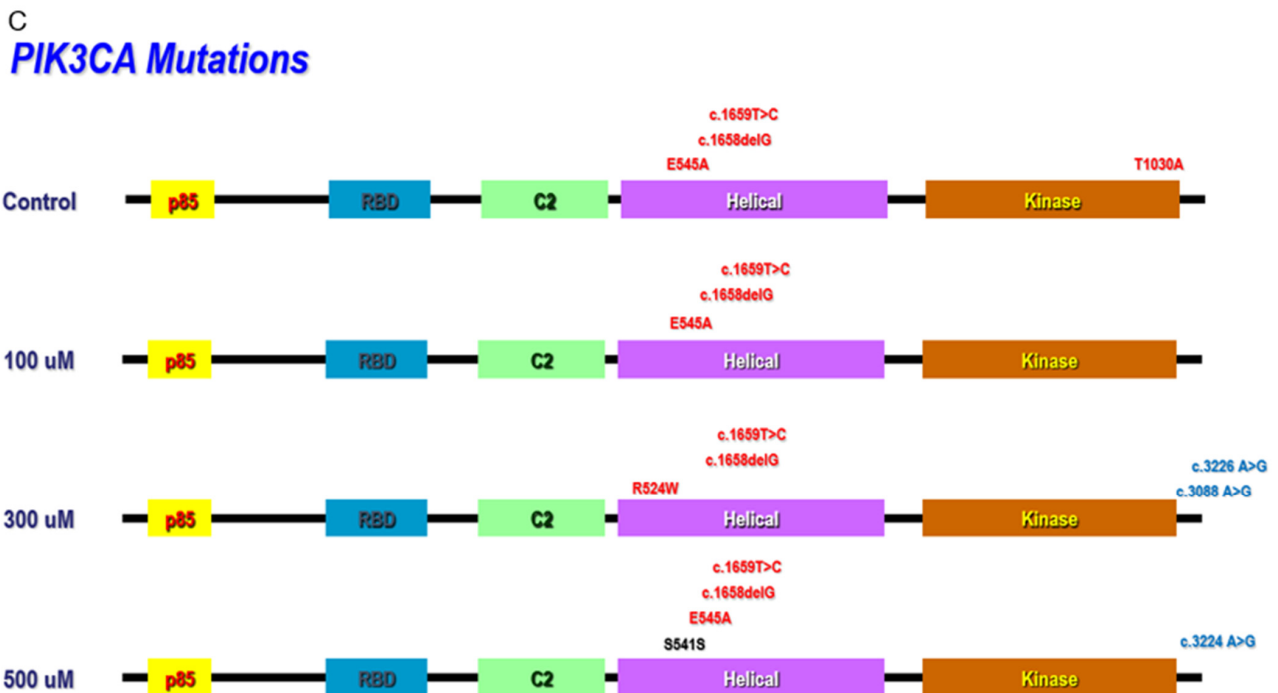 C
PIK3CA Mutations
c.1659T>C
c.1658delG
E545A T1030A
Control p85 RBD C2 Helical Kinase
c.1659T>C
c.1658delG
E545A
100 uM p85 RBD C2 Helical Kinase
c.1659T>C
c.1658delG c.3226 A>G
R524W c.3088 A>G
300 uM p85 RBD C2 Helical Kinase
c.1659T>C
c.1658delG
E545A
S541S c.3224 A>G
500 uM p85 RBD C2 Helical Kinase